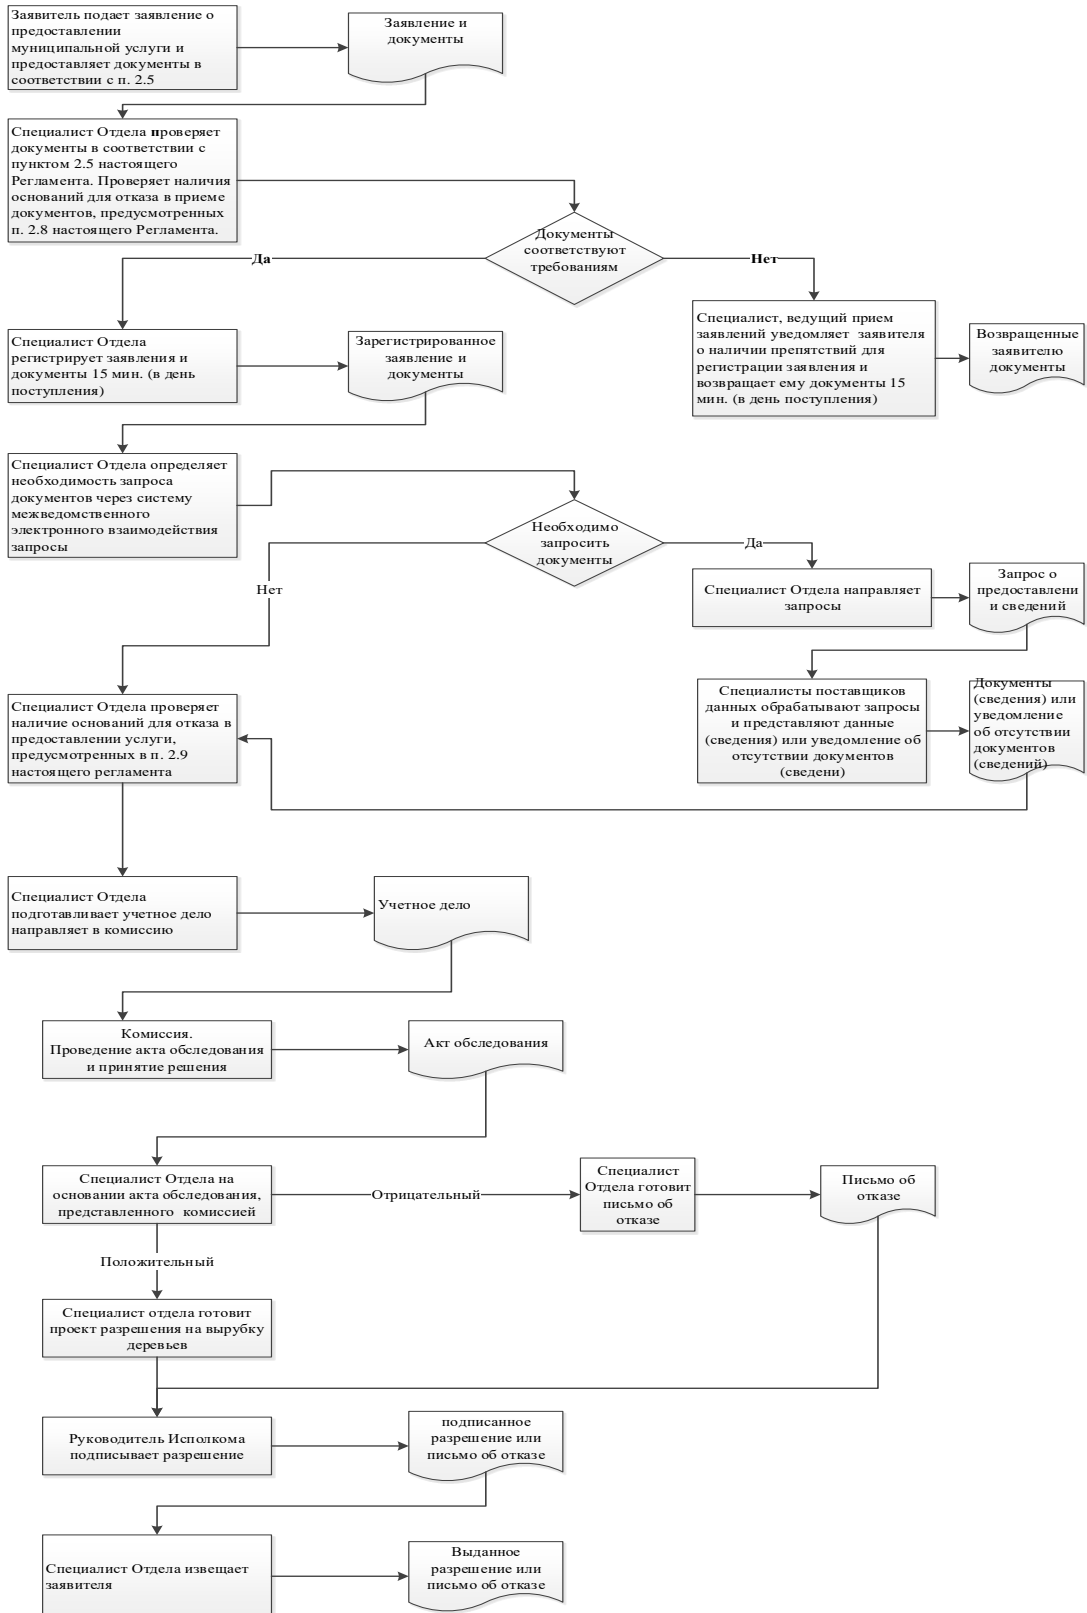 Заявитель подает заявление о
предоставлении
муниципальной услуги и
предоставляет документы в
соответствии с п. 2.5
Заявление и
документы
Специалист Отдела проверяет
документы в соответствии с
пунктом 2.5 настоящего
Регламента. Проверяет наличия
оснований для отказа в приеме
документов, предусмотренных
п. 2.8 настоящего Регламента.
Документы
соответствуют
требованиям
Да
Нет
Специалист Отдела
регистрирует заявления и
документы 15 мин. (в день
поступления)
Зарегистрированное
заявление и
документы
Специалист, ведущий прием
заявлений уведомляет заявителя
о наличии препятствий для
регистрации заявления и
возвращает ему документы 15
мин. (в день поступления)
Возвращенные
заявителю
документы
Специалист Отдела определяет
необходимость запроса
документов через систему
межведомственного
электронного взаимодействия
запросы
Необходимо
запросить
документы
Да
Нет
Специалист Отдела направляет
запросы
Запрос о
предоставлени
и сведений
Специалист Отдела проверяет
наличие оснований для отказа в
предоставлении услуги,
предусмотренных в п. 2.9
настоящего регламента
Специалисты поставщиков
данных обрабатывают запросы
и представляют данные
(сведения) или уведомление об
отсутствии документов
(сведени)
Документы
(сведения) или
уведомление
об отсутствии
документов
(сведений)
Специалист Отдела
подготавливает учетное дело
направляет в комиссию
Учетное дело
Комиссия.
Проведение акта обследования
и принятие решения
Акт обследования
Специалист Отдела на
основании акта обследования,
представленного комиссией
Отрицательный
Специалист
Отдела готовит
письмо об
отказе
Письмо об
отказе
Положительный
Специалист отдела готовит
проект разрешения на вырубку
деревьев
Руководитель Исполкома
подписывает разрешение
подписанное
разрешение или
письмо об отказе
Специалист Отдела извещает
заявителя
Выданное
разрешение или
письмо об отказе